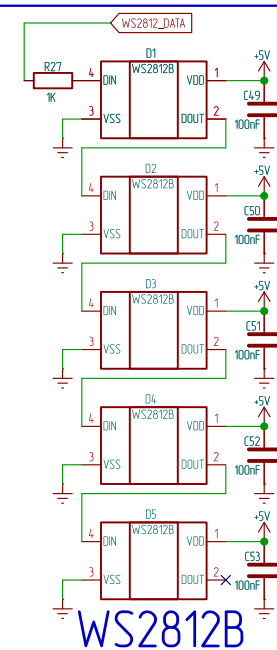 WS2812_DATA
R27
1K
D1
WS2812B
4 DIN VDD 1
3 VSS DOUT 2
+5V
C49
100nF
D2
WS2812B
4 DIN VDD 1
3 VSS DOUT 2
+5V
C50
100nF
D3
WS2812B
4 DIN VDD 1
3 VSS DOUT 2
+5V
C51
100nF
D4
WS2812B
4 DIN VDD 1
3 VSS DOUT 2
+5V
C52
100nF
D5
WS2812B
4 DIN VDD 1
3 VSS DOUT 2
+5V
C53
100nF
WS2812B